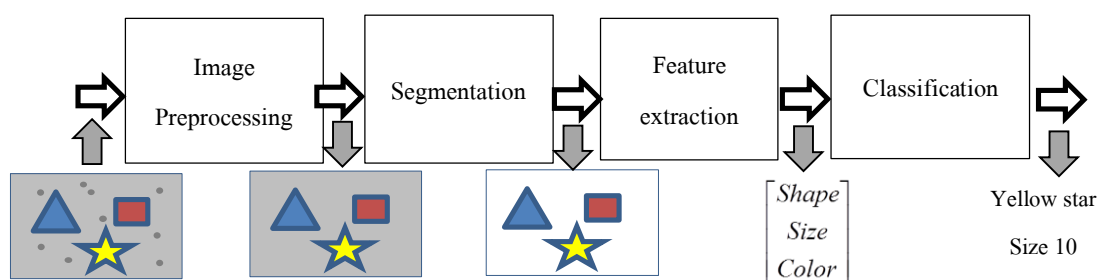 Image
Preprocessing
Segmentation
Feature
extraction
Classification
Shape
Size
Color
Yellow star
Size 10